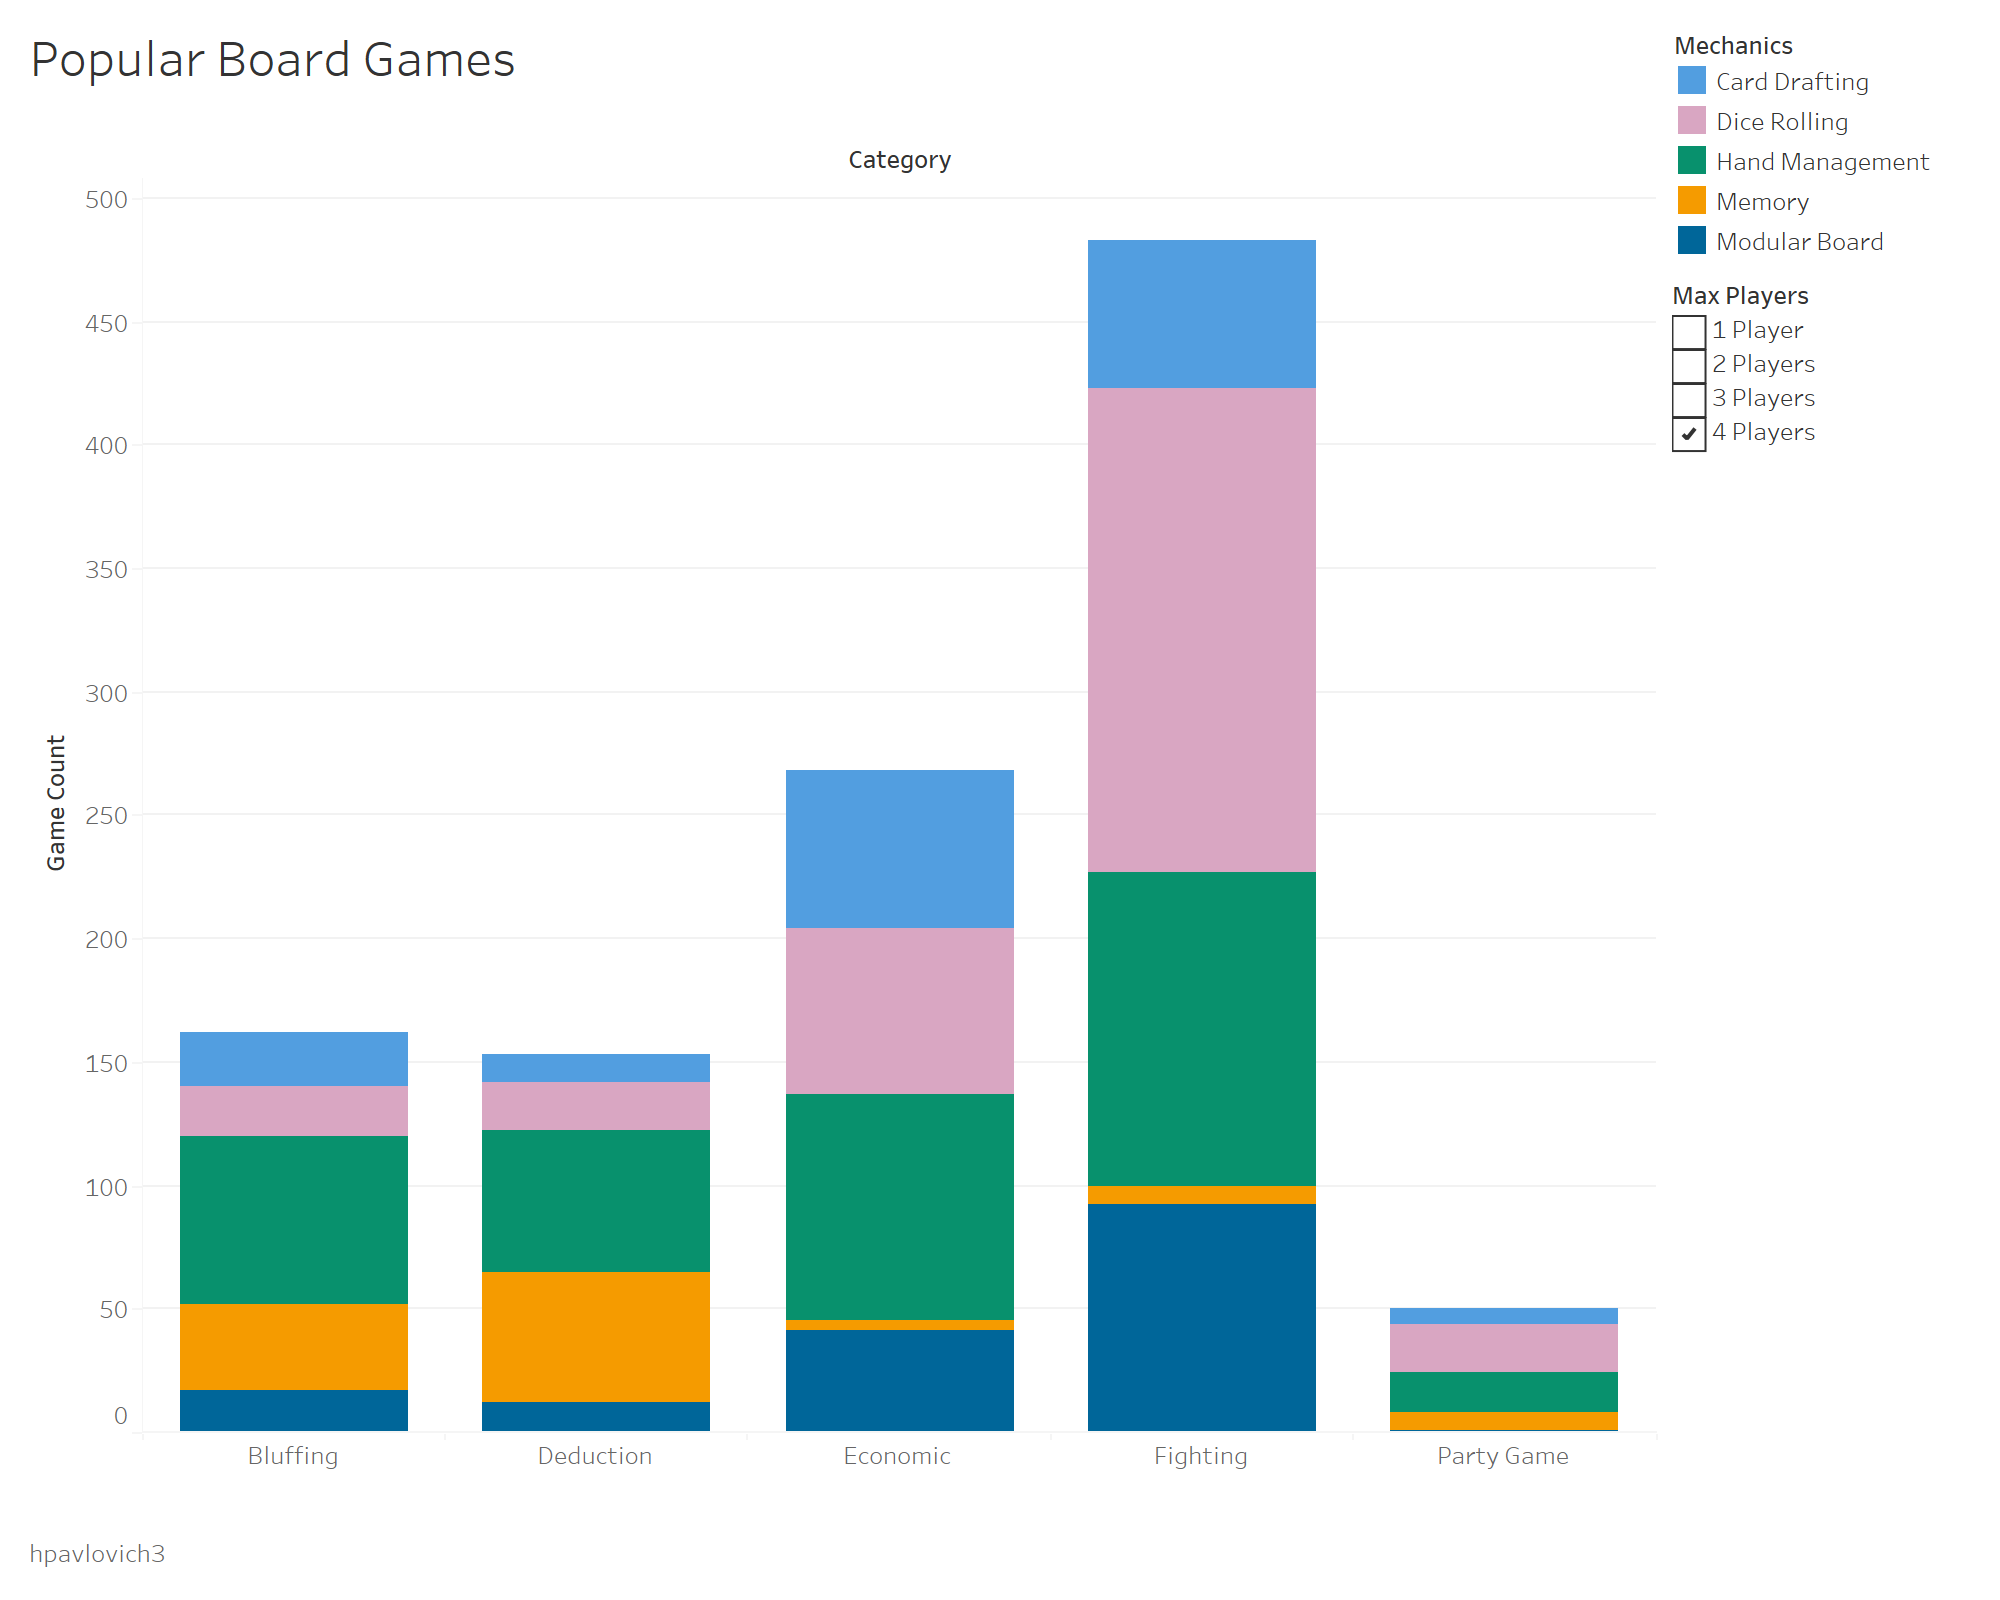 Popular Board Games
Category
Game Count
500
450
400
350
300
250
200
150
100
50
0
Bluffing
Deduction
Economic
Fighting
Party Game
Mechanics
Card Drafting
Dice Rolling
Hand Management
Memory
Modular Board
Max Players
1 Player
2 Players
3 Players
4 Players
hpavlovich3